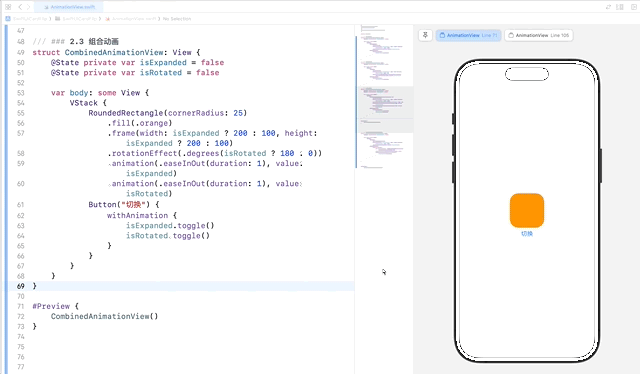 AnimationView.swift
My Selection
47
48 /// ### 2.3 组合动画
49 struct CombinedAnimationView: View {
50 @State private var isExpanded = false
51 @State private var isRotated = false
52
53 var body: some View {
54 VStack {
55 RoundedRectangle(cornerRadius: 25)
56 .fill(.orange)
57 .frame(width: isExpanded ? 200 : 100, height:
isExpanded ? 200 : 100)
58 .rotationEffect(.degrees(isRotated ? 180 : 0))
59 .animation(.easeInOut(duration: 1), value:
isExpanded)
60 .animation(.easeInOut(duration: 1), value:
isRotated)
61 Button("切换") {
62 withAnimation {
63 isExpanded.toggle()
64 isRotated.toggle()
65 }
66 }
67 }
68 }
69 }
70
71 #Preview {
72 CombinedAnimationView()
73 }
74
75
76
77
AnimationView Line 71
AnimationView Line 105
切换